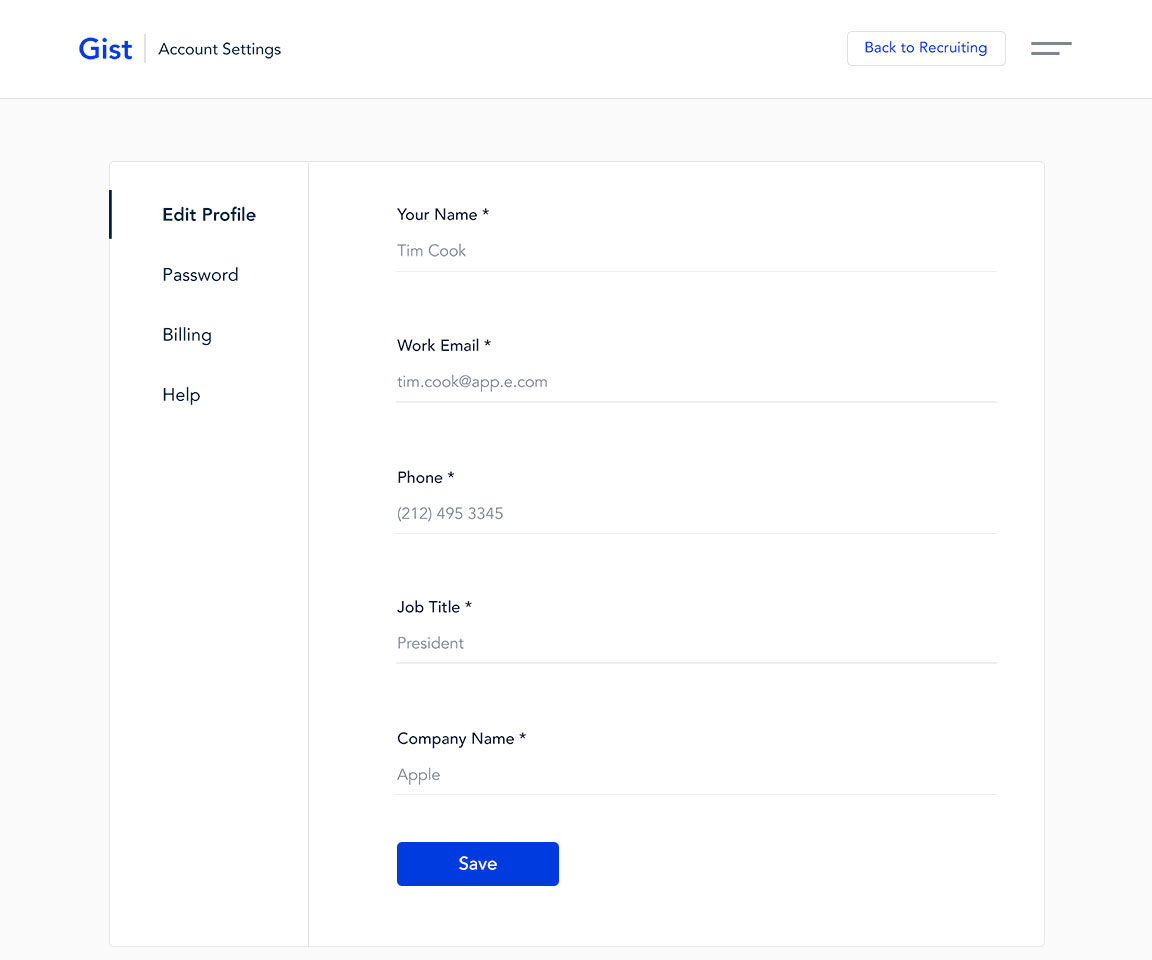 Gist
Account Settings
Back to Recruiting
Edit Profile
Password
Billing
Help
Your Name *
Tim Cook
Work Email *
tim.cook@app.e.com
Phone *
(212) 495 3345
Job Title *
President
Company Name *
Apple
Save